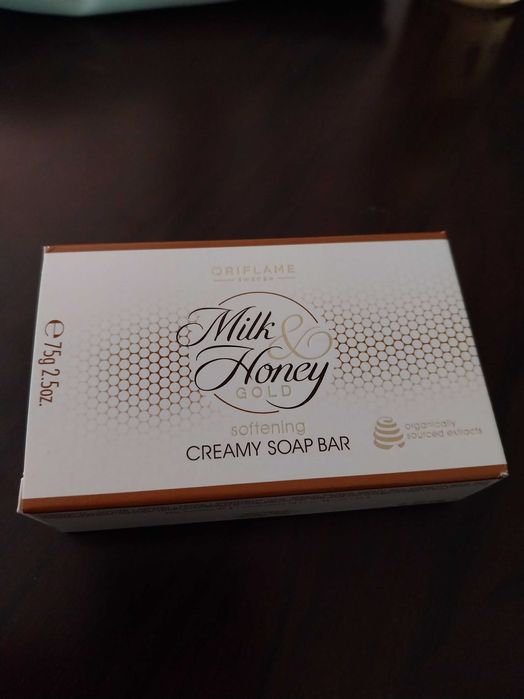 ORIFLAME
SWEDEN
Milk &
Honey
GOLD
softening
CREAMY SOAP BAR
organically
sourced extracts
℮ 75g 2.5oz.